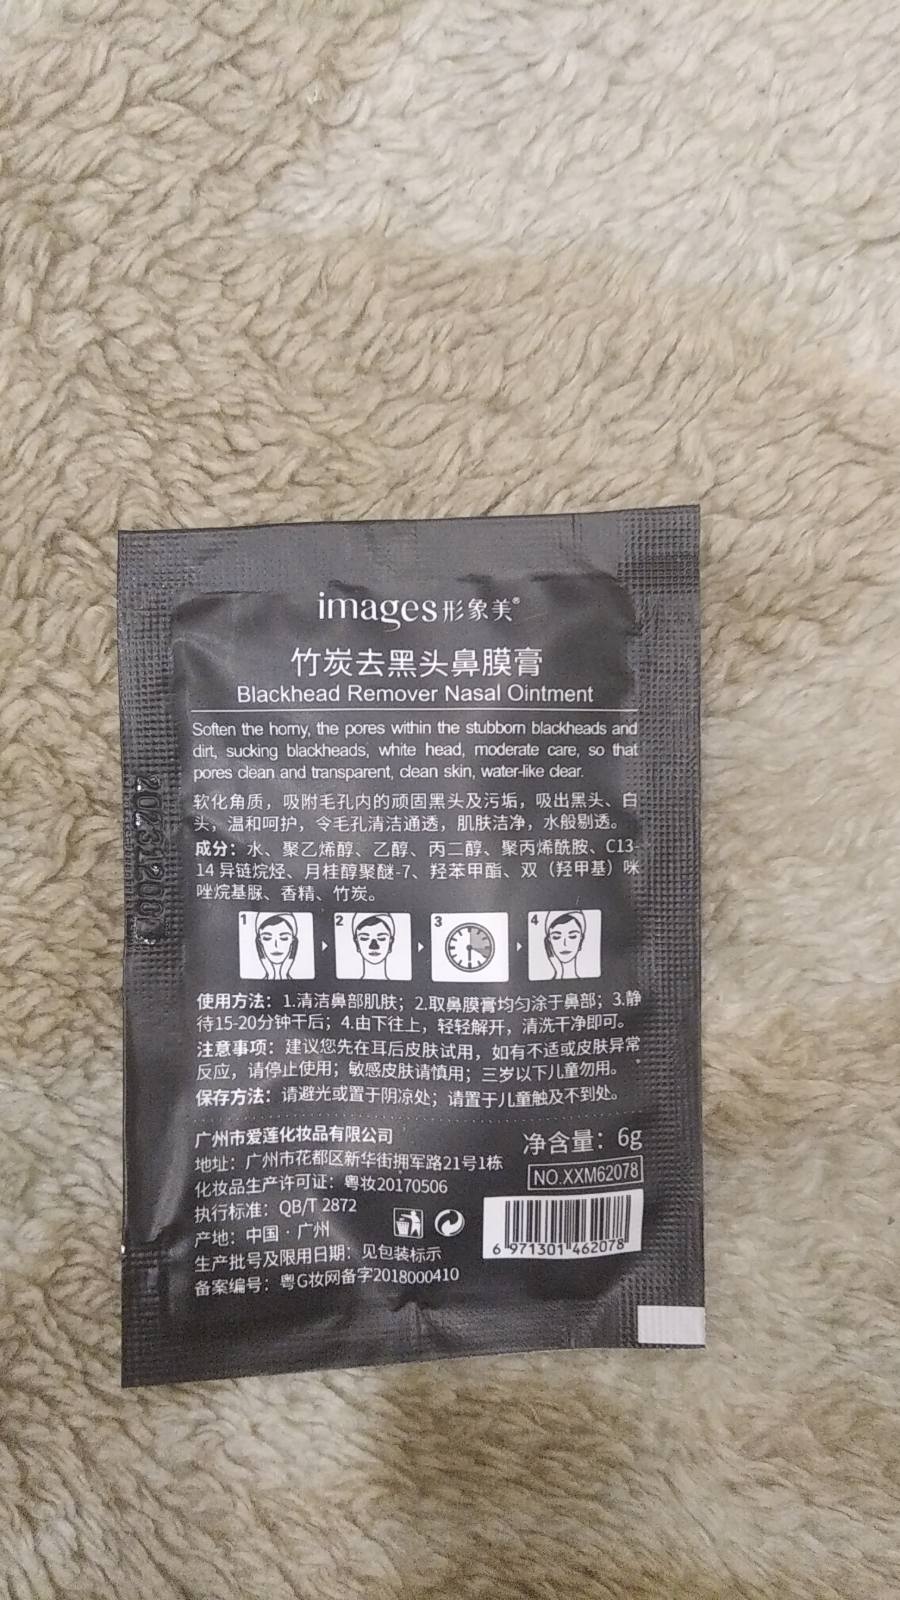 images形象美®
竹炭去黑头鼻膜膏
Blackhead Remover Nasal Ointment
Soften the horny, the pores within the stubborn blackheads and
dirt, sucking blackheads, white head, moderate care, so that
pores clean and transparent, clean skin, water-like clear.
软化角质，吸附毛孔内的顽固黑头及污垢，吸出黑头、白
头，温和呵护，令毛孔清洁通透，肌肤洁净，水般剔透。
成分：水、聚乙烯醇、乙醇、丙二醇、聚丙烯酰胺、C13-
14 异链烷烃、月桂醇聚醚-7、羟苯甲酯、双（羟甲基）咪
唑烷基脲、香精、竹炭。
1 2 3 4
使用方法：1.清洁鼻部肌肤；2.取鼻膜膏均匀涂于鼻部；3.静
待15-20分钟干后；4.由下往上，轻轻解开，清洗干净即可。
注意事项：建议您先在耳后皮肤试用，如有不适或皮肤异常
反应，请停止使用；敏感皮肤请慎用；三岁以下儿童勿用。
保存方法：请避光或置于阴凉处；请置于儿童触及不到处。
广州市爱莲化妆品有限公司
地址：广州市花都区新华街拥军路21号1栋
化妆品生产许可证：粤妆20170506
执行标准：QB/T 2872
产地：中国·广州
生产批号及限用日期：见包装标示
备案编号：粤G妆网备字2018000410
净含量：6g
NO.XXM62078
6 971301 462078